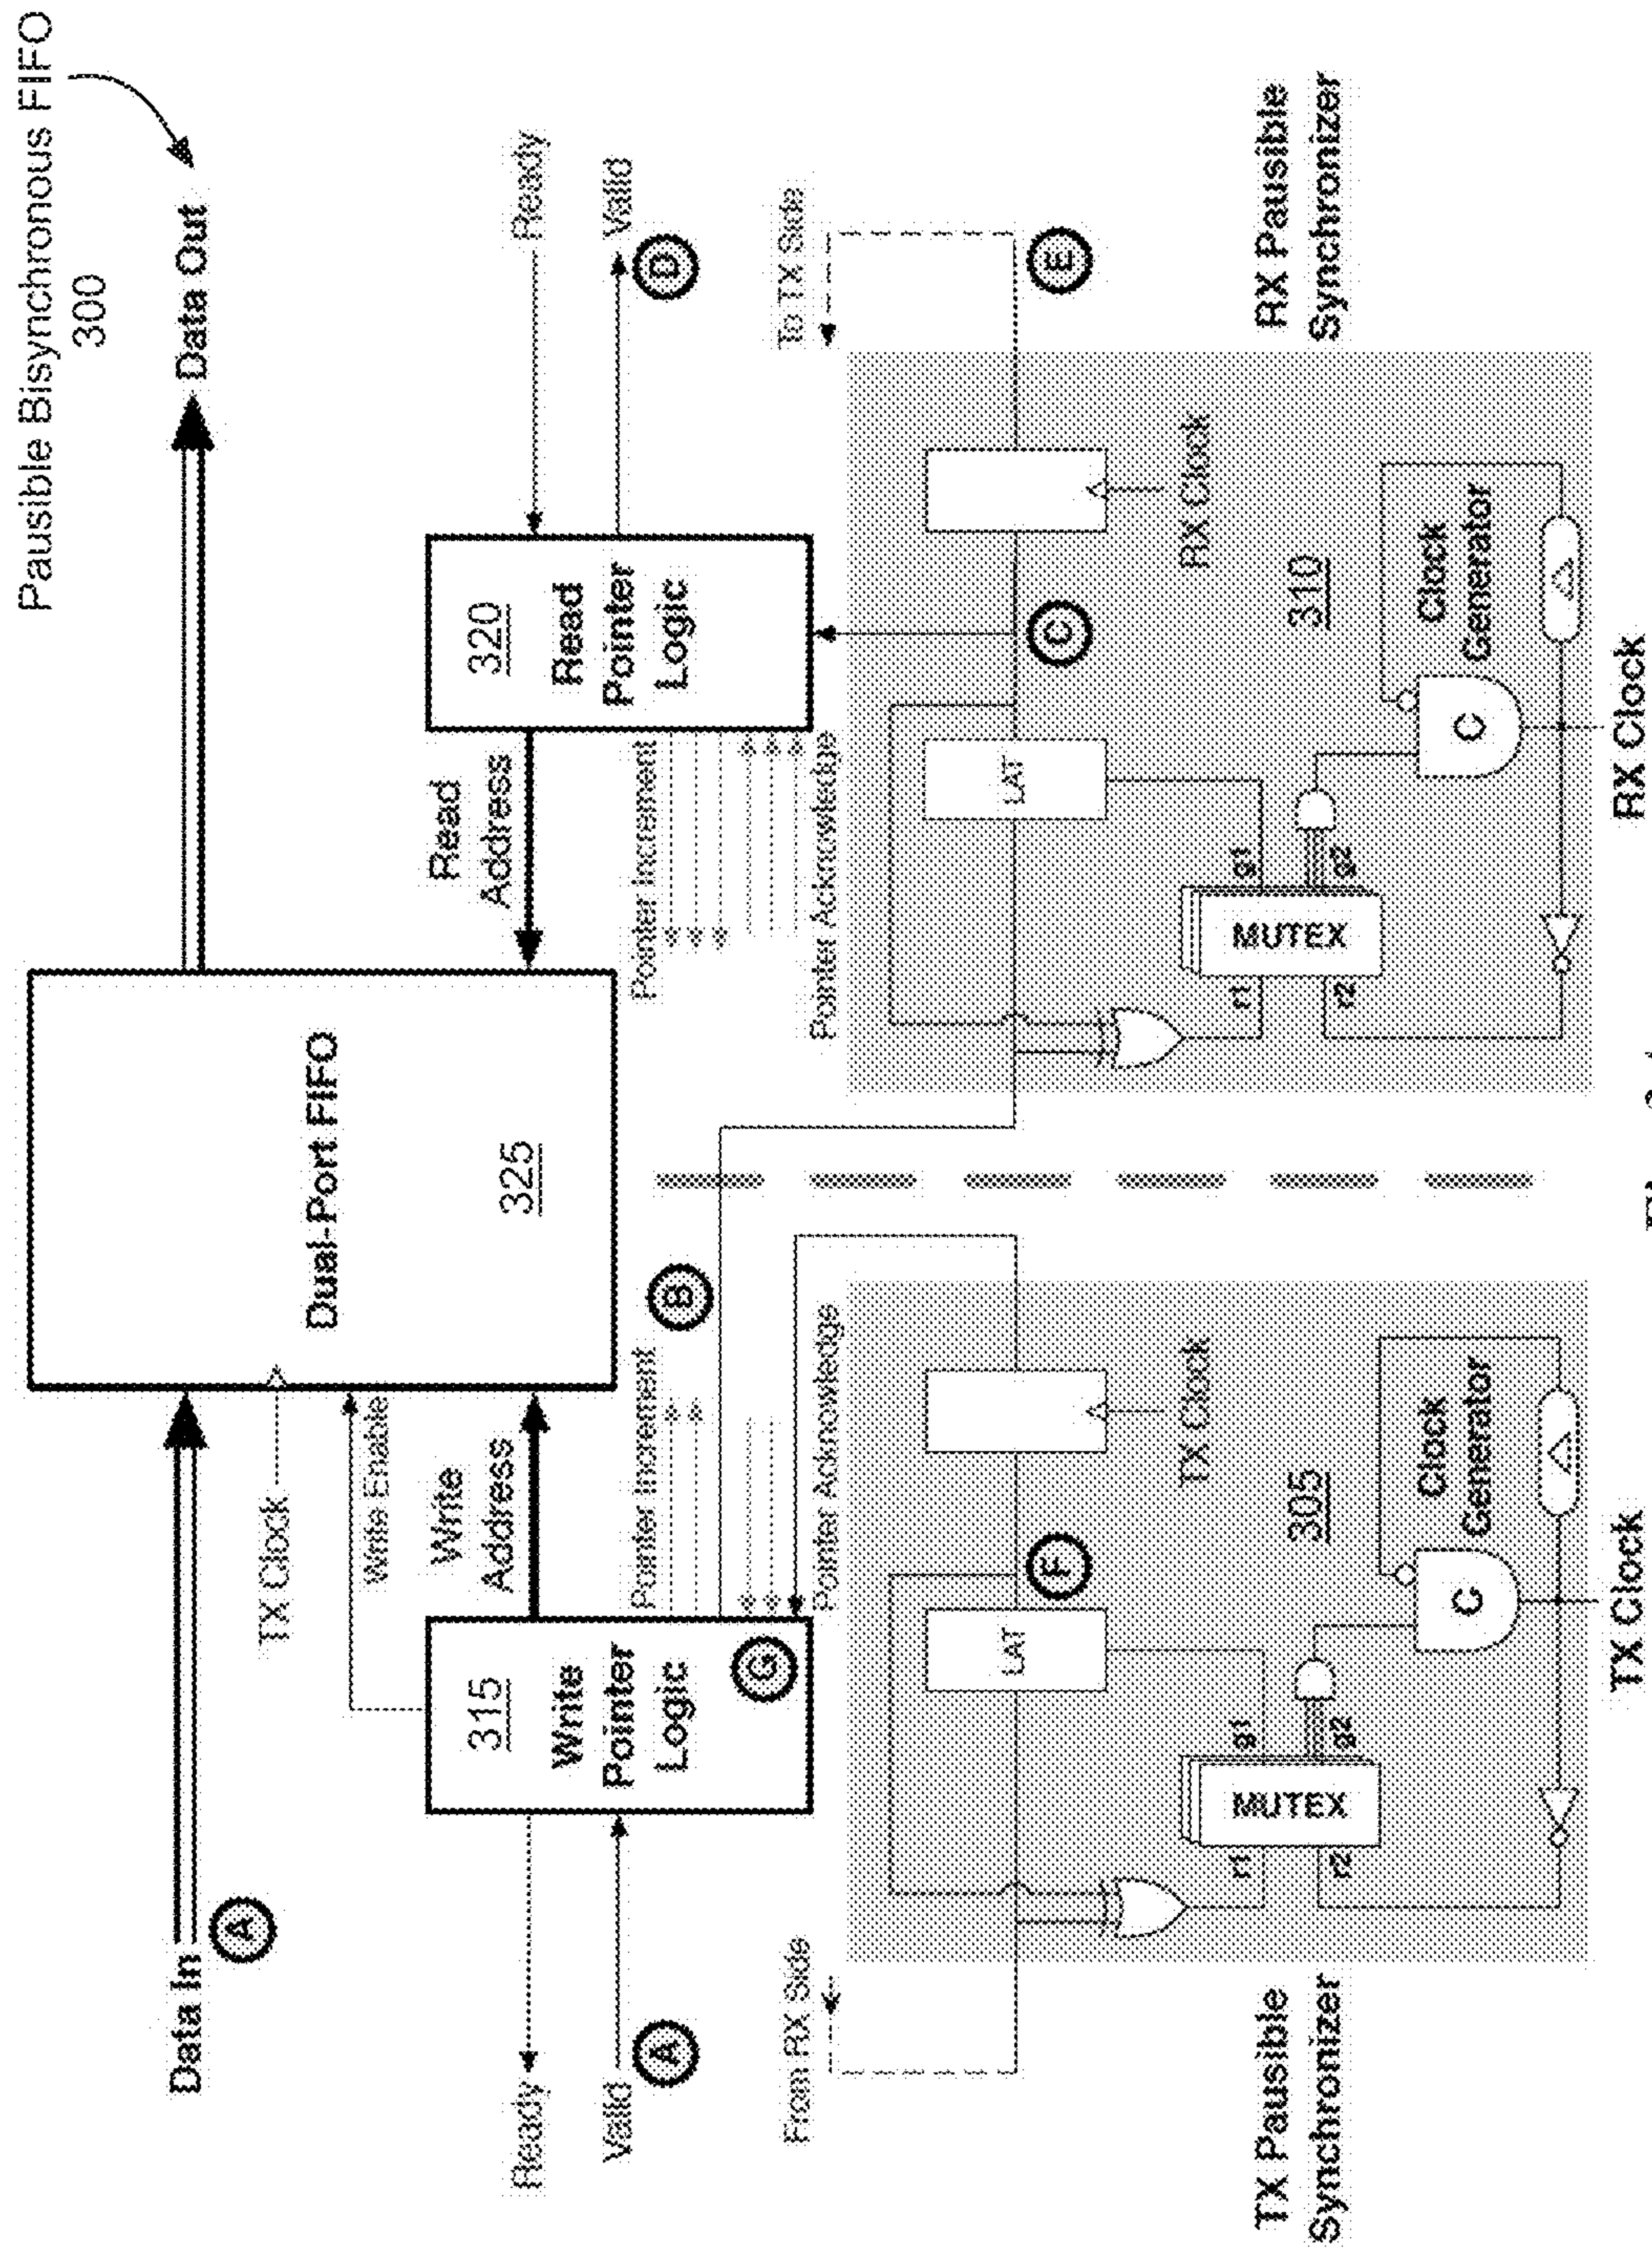 Pausible Bisynchronous FIFO
300
Data In
A
Data Out
Dual-Port FIFO
325
TX Clock
Write Enable
Write
Address
Read
Address
Ready
Valid
A
315
Write
Pointer
Logic
G
Pointer Increment
B
Pointer Acknowledge
Pointer Increment
Pointer Acknowledge
320
Read
Pointer
Logic
Ready
Valid
D
From RX Side
To TX Side
LAT
F
TX Clock
r1
g1
MUTEX
r2
g2
305
Clock
Generator
C
Δ
TX Clock
TX Pausible
Synchronizer
LAT
C
E
RX Clock
r1
g1
MUTEX
r2
g2
310
Clock
Generator
C
Δ
RX Clock
RX Pausible
Synchronizer